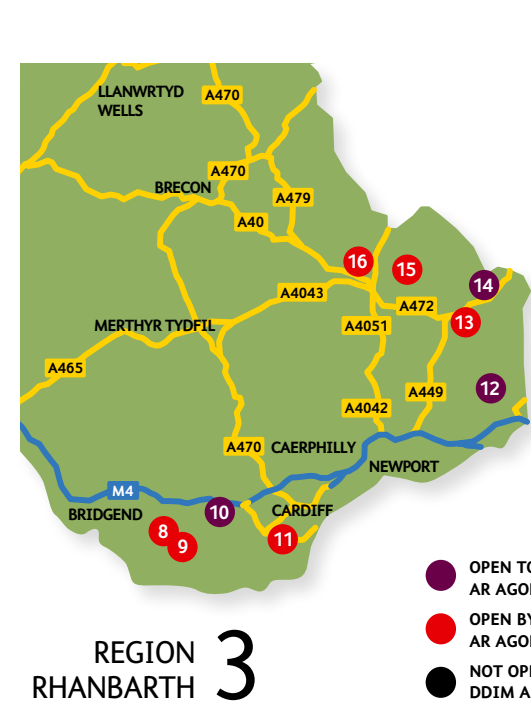 LLANWRTYD
WELLS
A470
A470
BRECON
A479
A40
16
15
14
A4043
A472
13
MERTHYR TYDFIL
A4051
A465
12
A449
A4042
A470
CAERPHILLY
NEWPORT
M4
BRIDGEND
10
CARDIFF
8
9
11
OPEN TO
AR AGO
OPEN BY
AR AGO
NOT OP
DDIM A
REGION
RHANBARTH
3